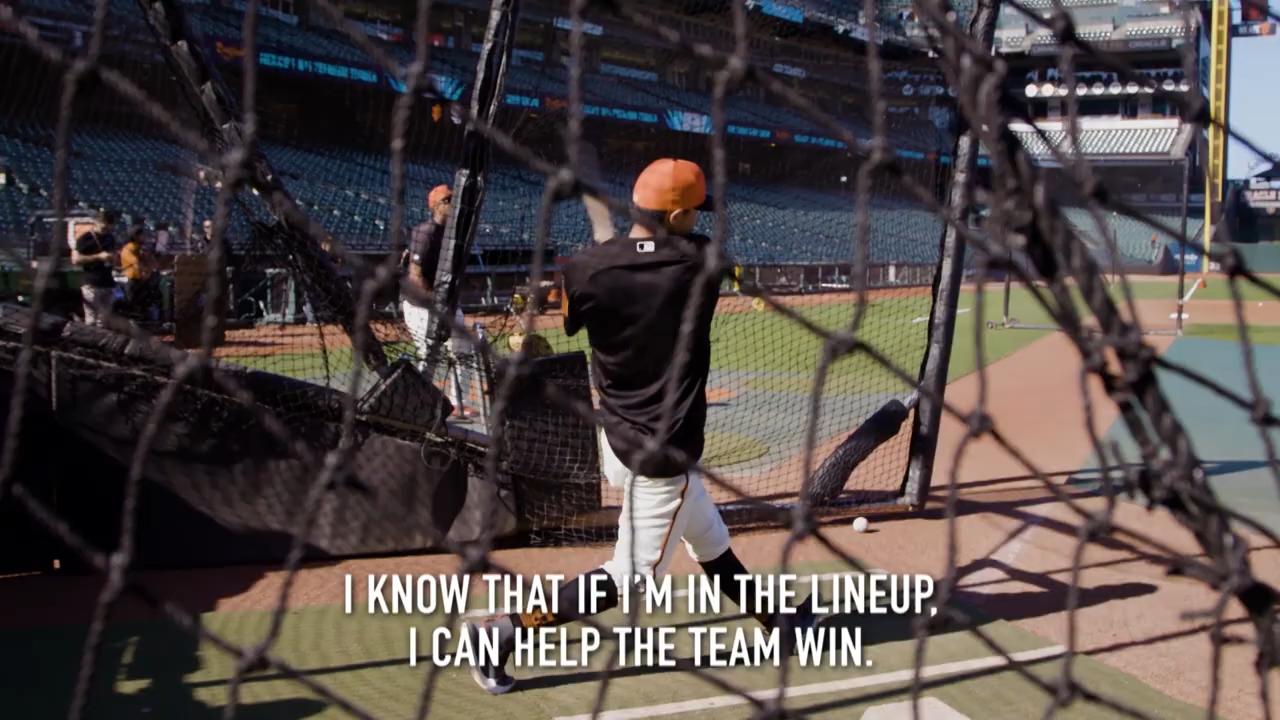 I KNOW THAT IF I'M IN THE LINEUP,
I CAN HELP THE TEAM WIN.